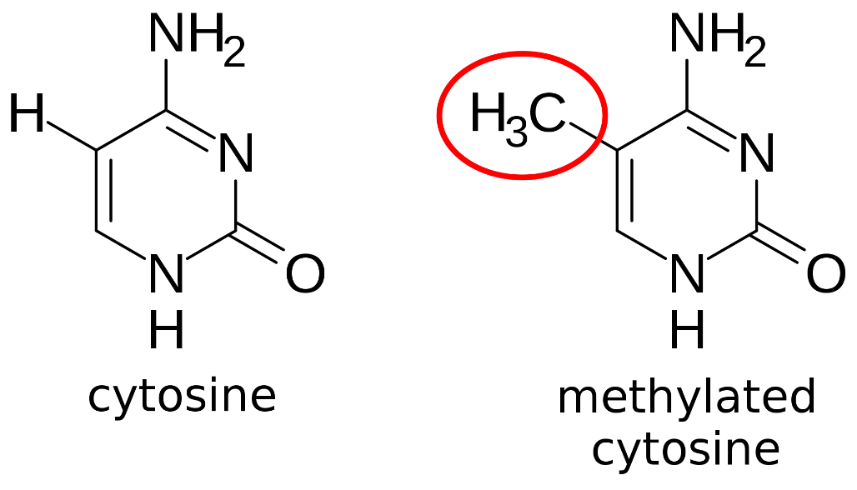 NH2
H
N
N
O
H
cytosine
NH2
H3C
N
N
O
H
methylated
cytosine